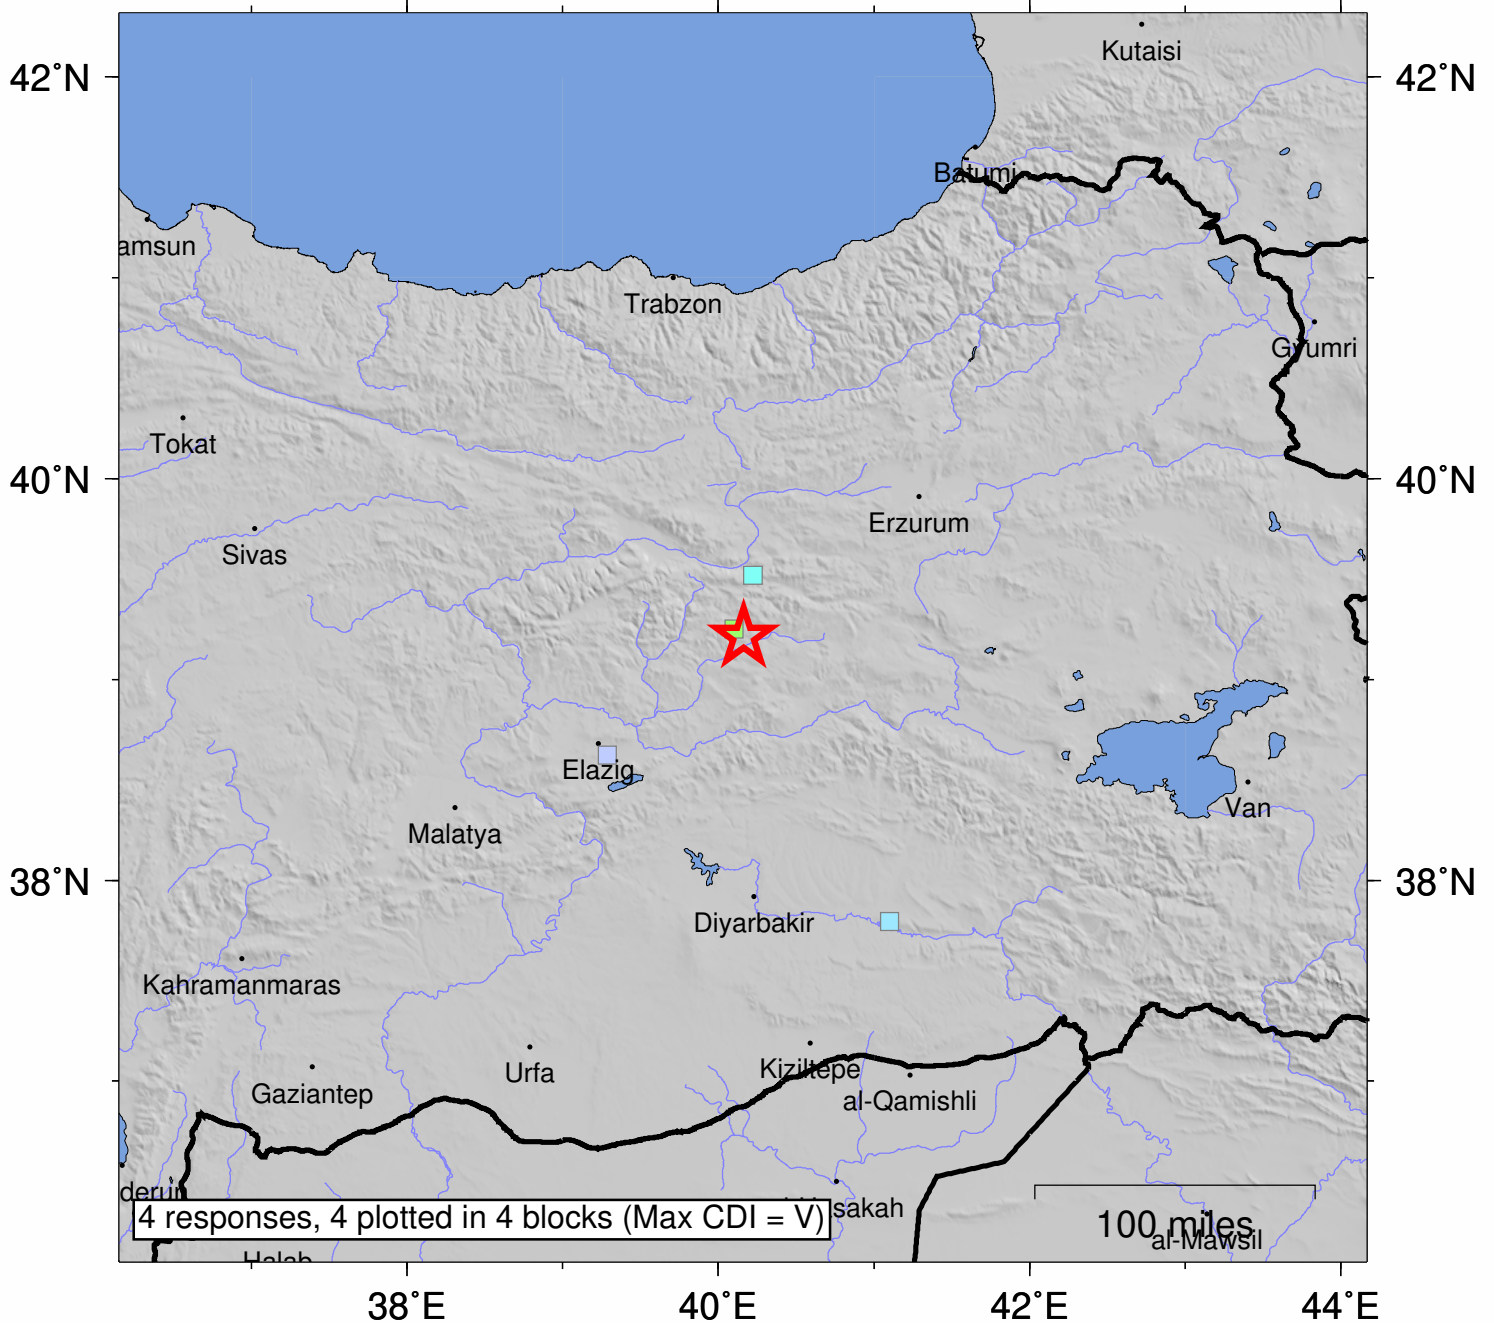 Kutaisi
42°N 42°N
Batumi
amsun
Trabzon
Gyumri
Tokat
40°N 40°N
Erzurum
Sivas
Elazig
Van
Malatya
38°N 38°N
Diyarbakir
Kahramanmaras
Kiziltepe
Urfa
Gaziantep
al-Qamishli
derun
sakah
4 responses, 4 plotted in 4 blocks (Max CDI = V)
100 miles
al-Mawsil
Halab
38°E 40°E 42°E 44°E